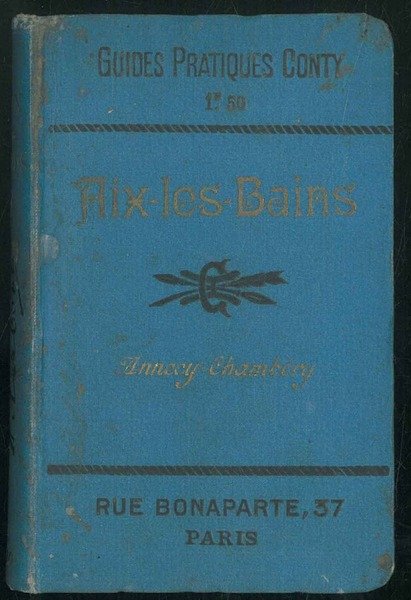 GUIDES PRATIQUES CONTY
1F 50
Aix-les-Bains
C
Annecy-Chambéry
RUE BONAPARTE, 37
PARIS